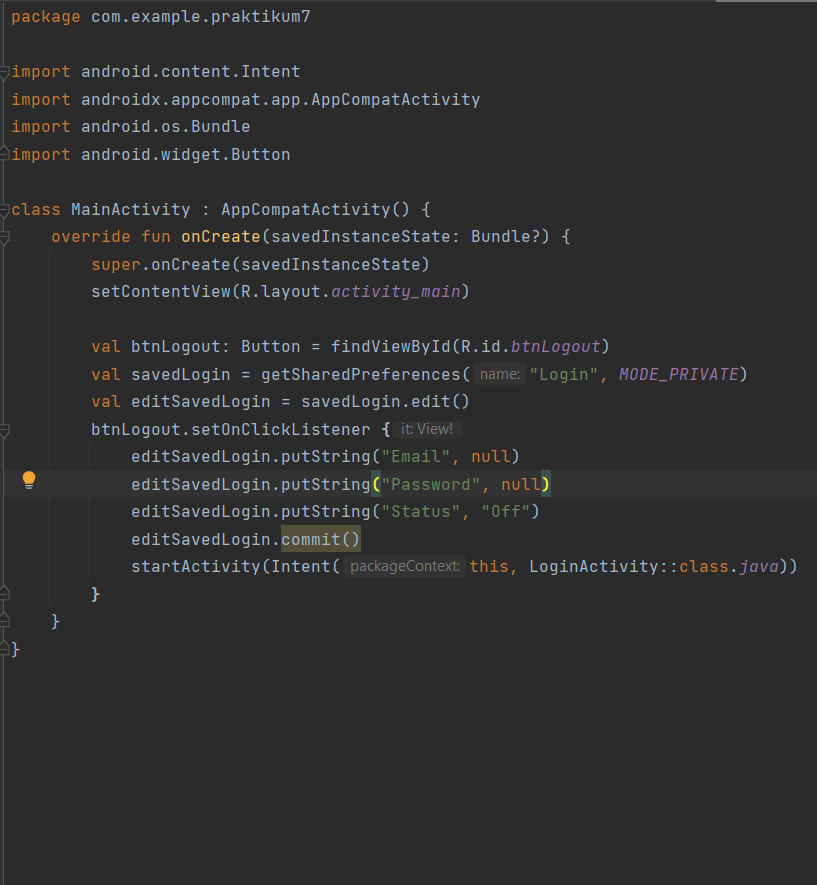 package com.example.praktikum7
import android.content.Intent
import androidx.appcompat.app.AppCompatActivity
import android.os.Bundle
import android.widget.Button
class MainActivity : AppCompatActivity() {
override fun onCreate(savedInstanceState: Bundle?) {
super.onCreate(savedInstanceState)
setContentView(R.layout.activity_main)
val btnLogout: Button = findViewById(R.id.btnLogout)
val savedLogin = getSharedPreferences( name: "Login", MODE_PRIVATE)
val editSavedLogin = savedLogin.edit()
btnLogout.setOnClickListener { it: View!
editSavedLogin.putString("Email", null)
editSavedLogin.putString("Password", null)
editSavedLogin.putString("Status", "Off")
editSavedLogin.commit()
startActivity(Intent( packageContext: this, LoginActivity::class.java))
}
}
}